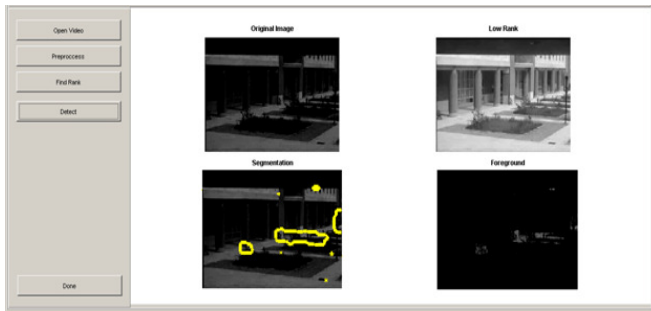 Open Video
Preproccess
Find Rank
Detect
Done
Original Image
Low Rank
Segmentation
Foreground